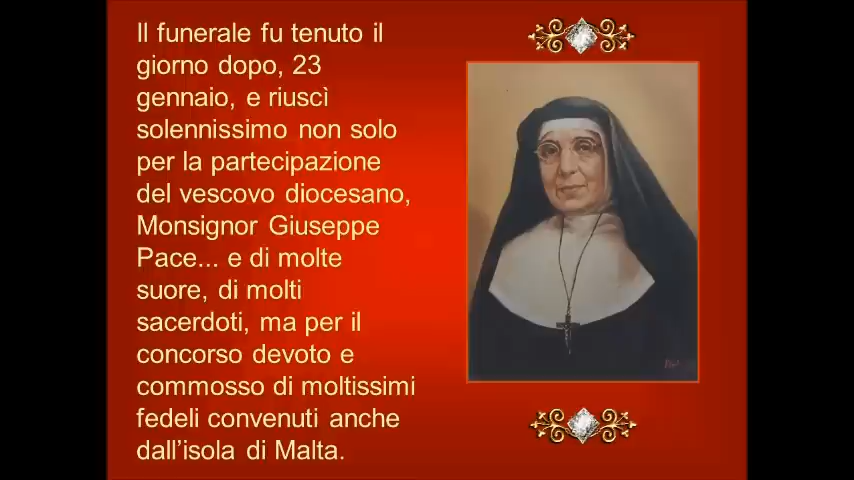 Il funerale fu tenuto il
giorno dopo, 23
gennaio, e riuscì
solennissimo non solo
per la partecipazione
del vescovo diocesano,
Monsignor Giuseppe
Pace... e di molte
suore, di molti
sacerdoti, ma per il
concorso devoto e
commosso di moltissimi
fedeli convenuti anche
dall’isola di Malta.